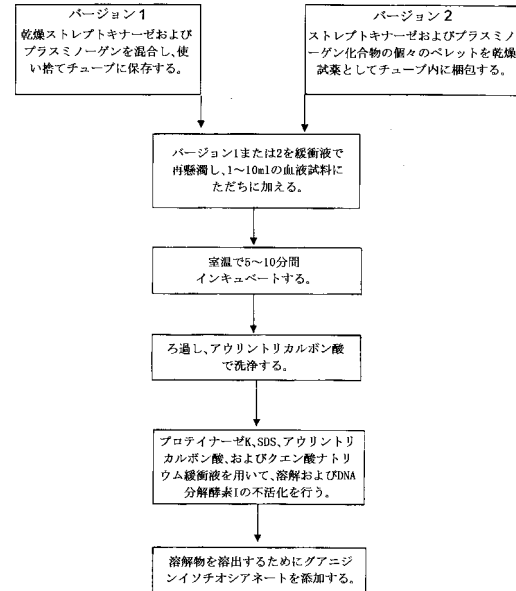 バージョン1
乾燥ストレプトキナーゼおよび
プラスミノーゲンを混合し、使
い捨てチューブに保存する。
バージョン2
ストレプトキナーゼおよびプラスミノ
ーゲン化合物の個々のペレットを乾燥
試薬としてチューブ内に梱包する。
バージョン1または2を緩衝液で
再懸濁し、1～10mlの血液試料に
ただちに加える。
室温で5～10分間
インキュベートする。
ろ過し、アウリントリカルボン酸
で洗浄する。
プロテイナーゼK、SDS、アウリントリ
カルボン酸、およびクエン酸ナトリ
ウム緩衝液を用いて、溶解およびDNA
分解酵素Iの不活化を行う。
溶解物を溶出するためにグアニジ
ンイソチオシアネートを添加する。